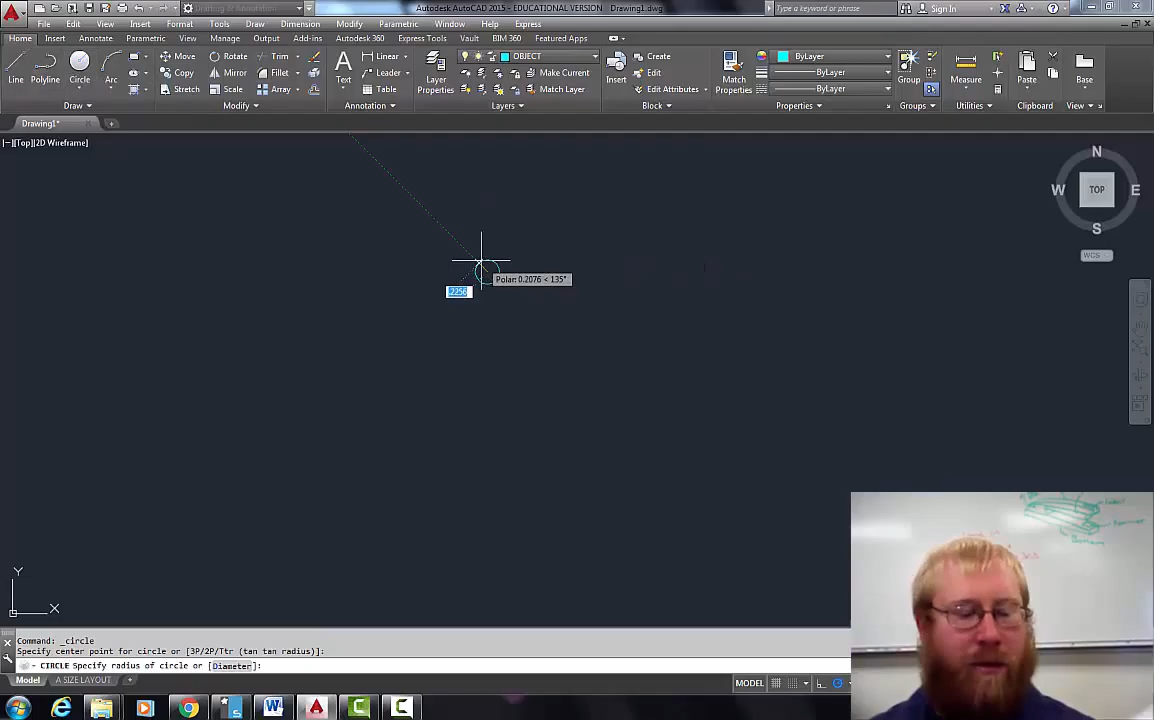 Drafting & Annotation
Autodesk AutoCAD 2015 - EDUCATIONAL VERSION Drawing1.dwg
Type a keyword or phrase
Sign In
File Edit View Insert Format Tools Draw Dimension Modify Parametric Window Help Express
Home Insert Annotate Parametric View Manage Output Add-ins Autodesk 360 Express Tools Vault BIM 360 Featured Apps
Line Polyline Circle Arc
Move Rotate Trim
Copy Mirror Fillet
Stretch Scale Array
Text
Linear
Leader
Table
Layer Properties
OBJECT
Make Current
Match Layer
Insert
Create
Edit
Edit Attributes
Match Properties
ByLayer
ByLayer
ByLayer
Group
Measure
Paste
Base
Draw Modify Annotation Layers Block Properties Groups Utilities Clipboard View
Drawing1*
[−][Top][2D Wireframe]
N
W TOP E
S
WCS
Polar: 0.2076 < 135°
.2256
Y
X
Command: _circle
Specify center point for circle or [3P/2P/Ttr (tan tan radius)]:
CIRCLE Specify radius of circle or [Diameter]:
Model A SIZE LAYOUT
MODEL